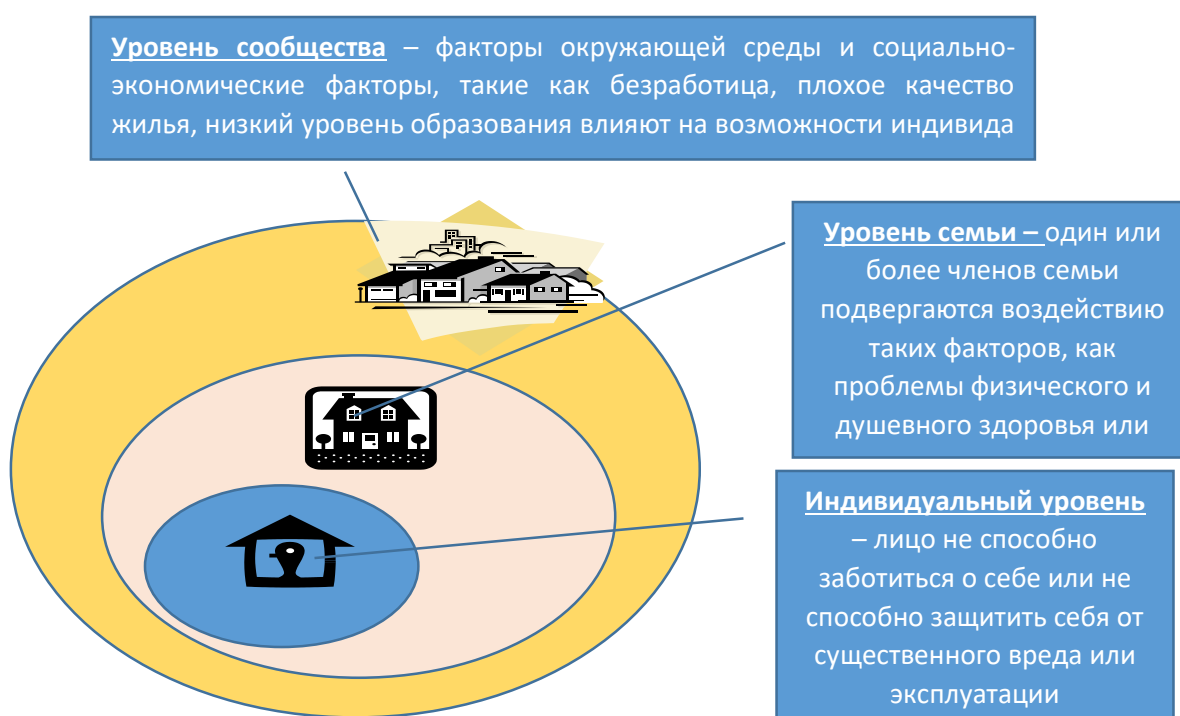 Уровень сообщества – факторы окружающей среды и социально-
экономические факторы, такие как безработица, плохое качество
жилья, низкий уровень образования влияют на возможности индивида
Уровень семьи – один или
более членов семьи
подвергаются воздействию
таких факторов, как
проблемы физического и
душевного здоровья или
Индивидуальный уровень
– лицо не способно
заботиться о себе или не
способно защитить себя от
существенного вреда или
эксплуатации